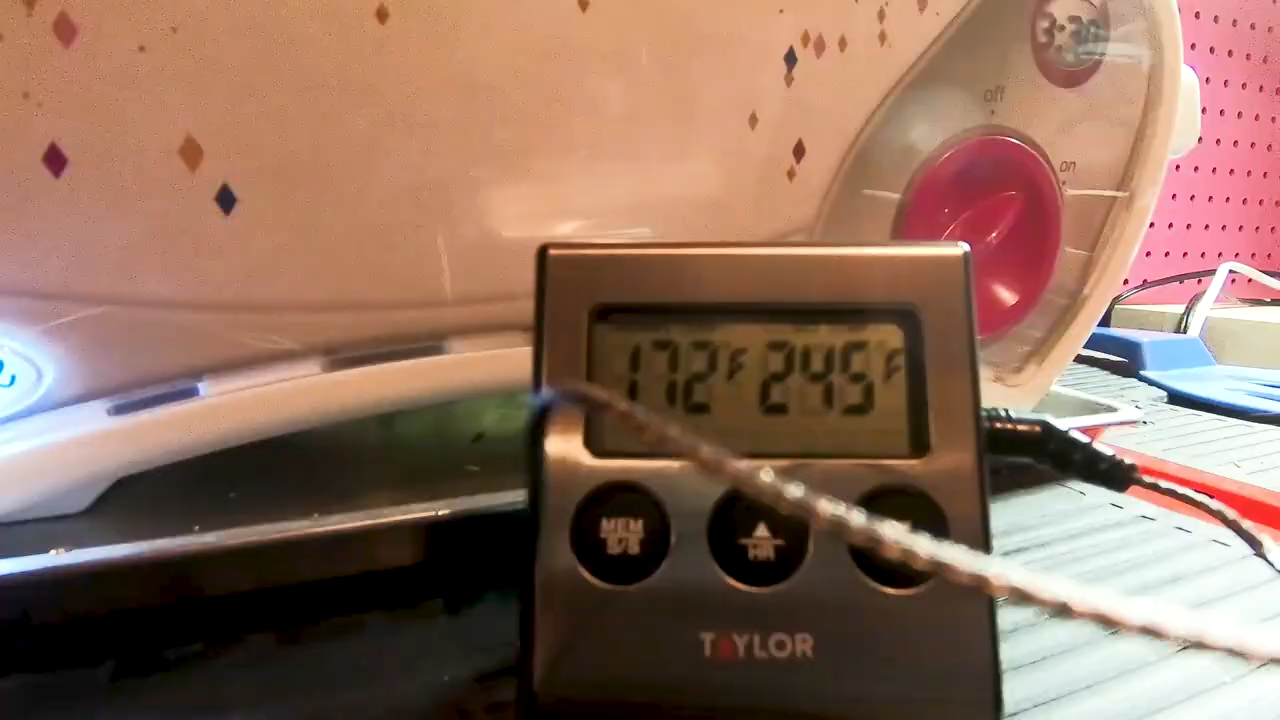 3:30
off
on
172°F 245°F
MEM
S/S
▲
HR
TAYLOR